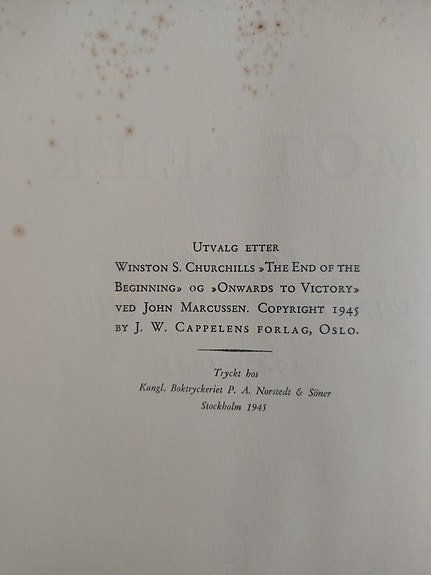 UTVALG ETTER
WINSTON S. CHURCHILLS »THE END OF THE
BEGINNING» OG »ONWARDS TO VICTORY»
VED JOHN MARCUSSEN. COPYRIGHT 1945
BY J. W. CAPPELENS FORLAG, OSLO.
Tryckt hos
Kungl. Boktryckeriet P. A. Norstedt & Söner
Stockholm 1945